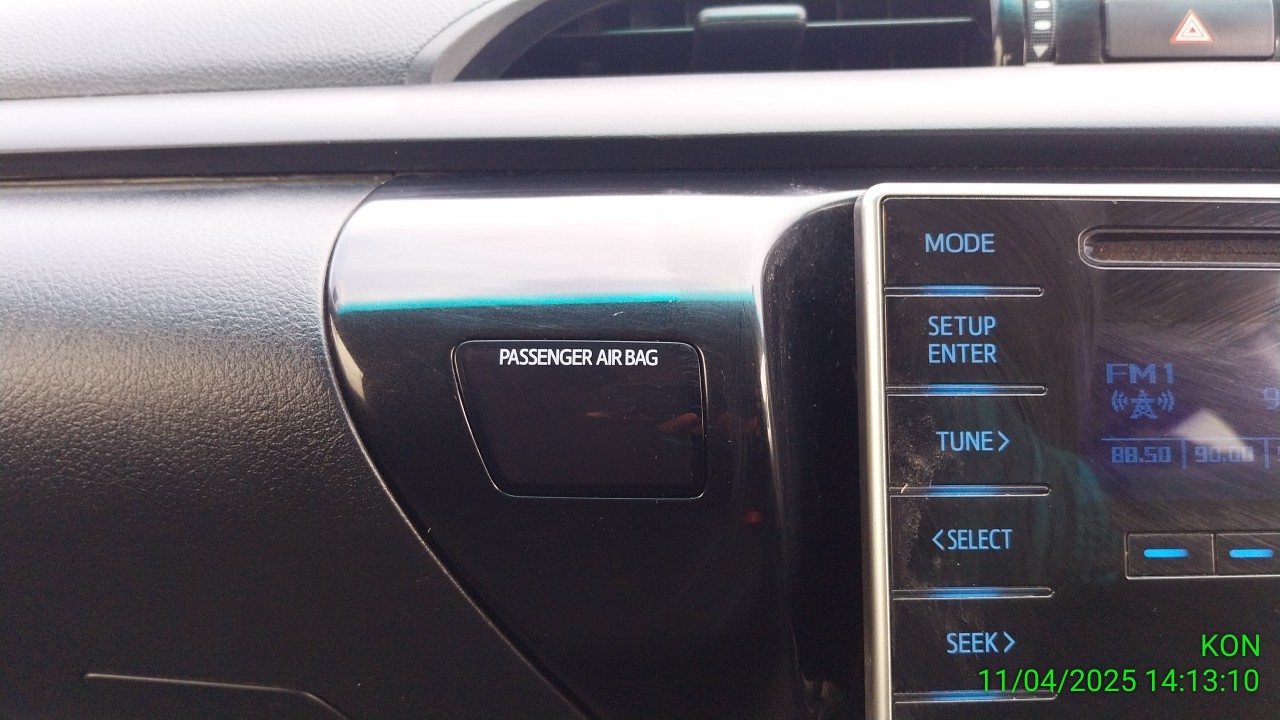 PASSENGER AIR BAG
MODE
SETUP
ENTER
TUNE>
<SELECT
SEEK>
FM1
9
88.50 90.00
KON
11/04/2025 14:13:10